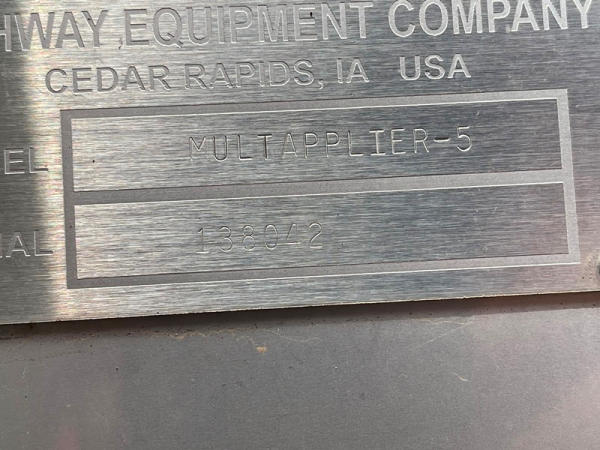 HWAY EQUIPMENT COMPANY
CEDAR RAPIDS, IA USA
EL MULTAPPLIER-5
IAL 138042